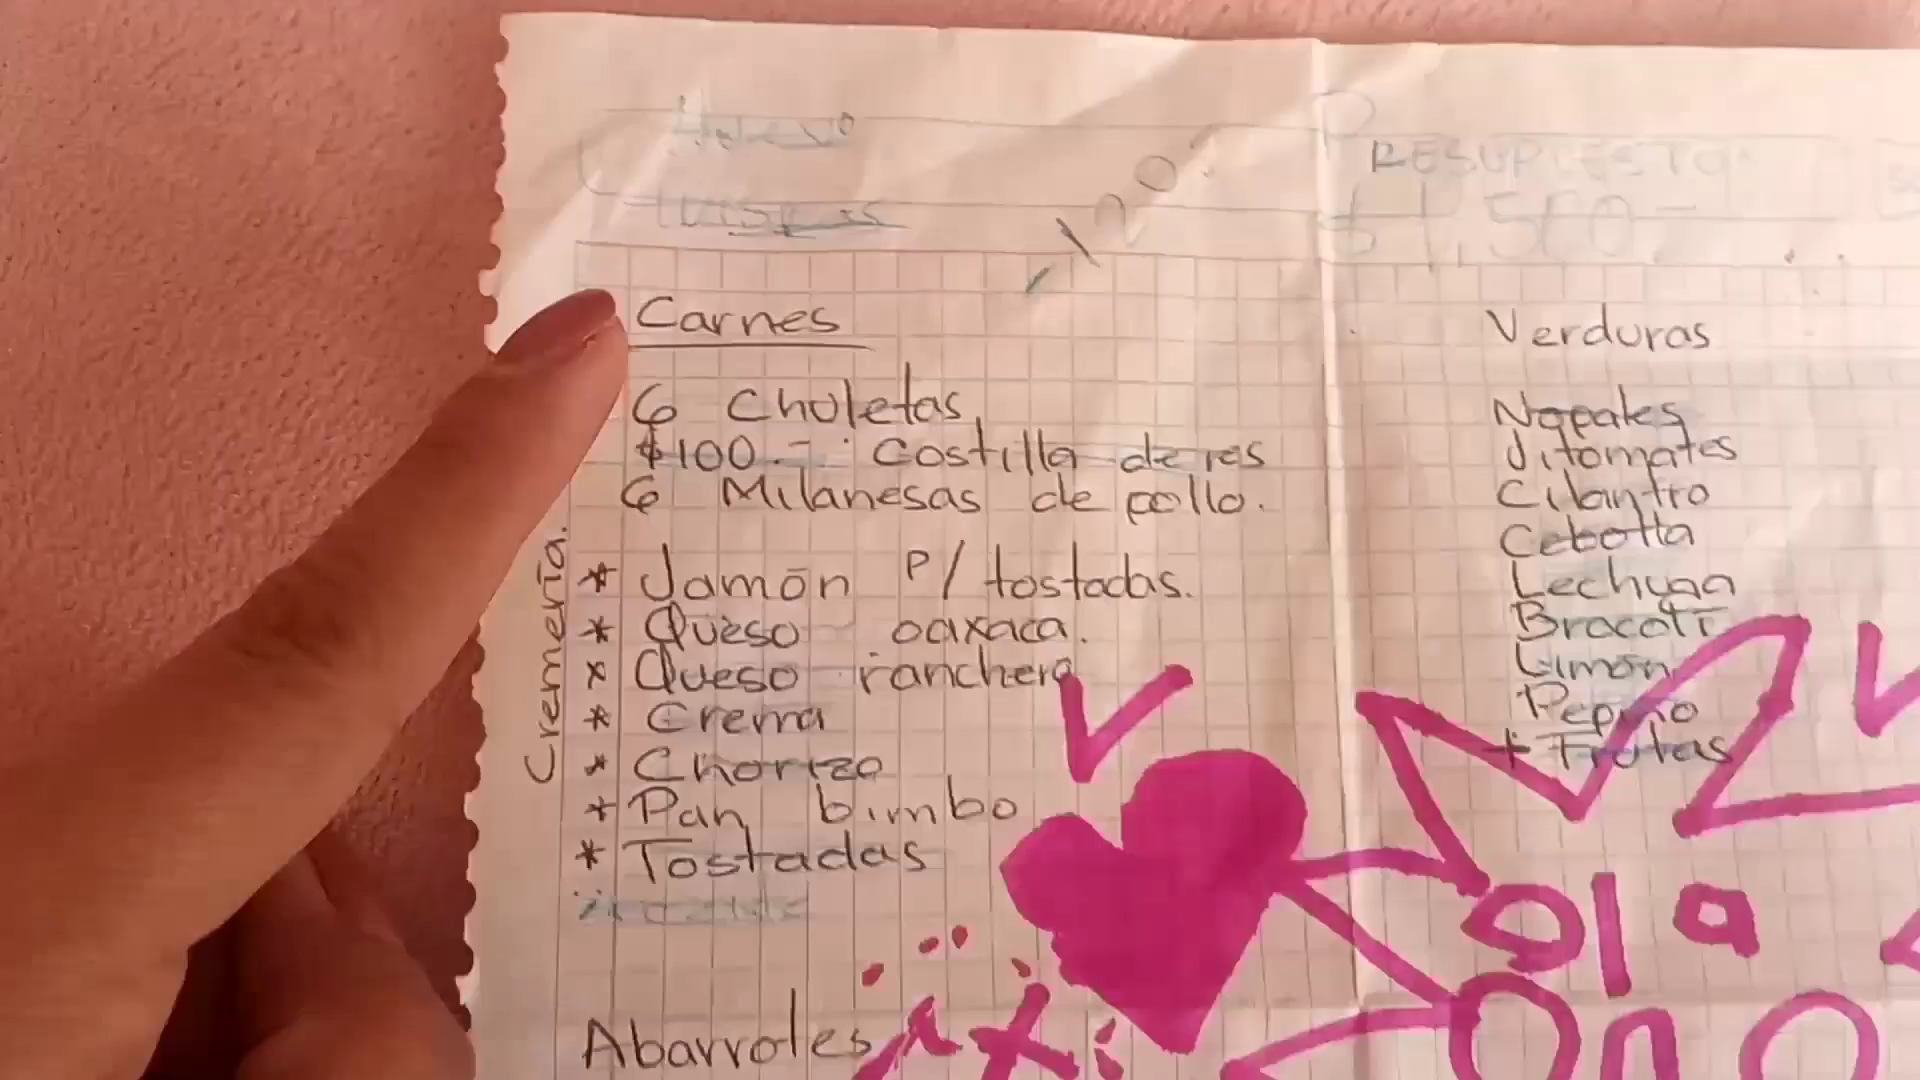 PRESUPUESTO
$1,500.-
Carnes
6 Chuletas
$100.- Costilla de res
6 Milanesas de pollo.
Cremería.
* Jamón P/ tostadas.
* Queso oaxaca.
* Queso ranchero
* Crema
* Chorizo
* Pan bimbo
* Tostadas
Abarrotes
Verduras
Nopales
Jitomates
Cilantro
Cebolla
Lechuga
Brocoli
Limón
Pepino
+ Frutas